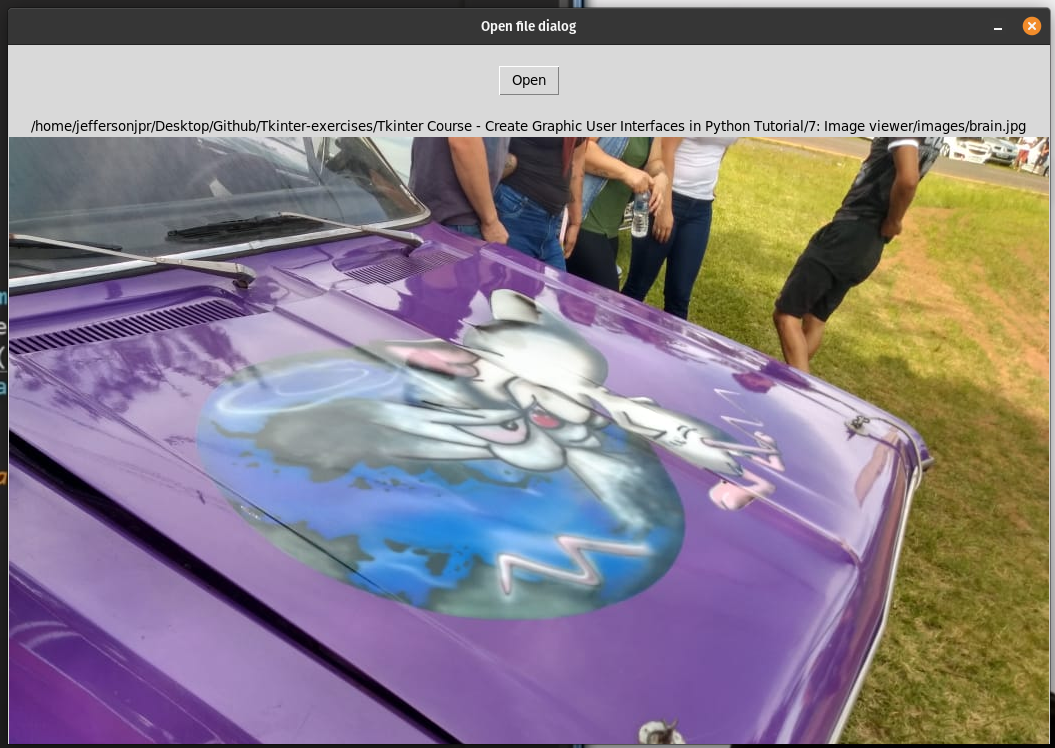 Open file dialog
Open
/home/jeffersonjpr/Desktop/Github/Tkinter-exercises/Tkinter Course - Create Graphic User Interfaces in Python Tutorial/7: Image viewer/images/brain.jpg